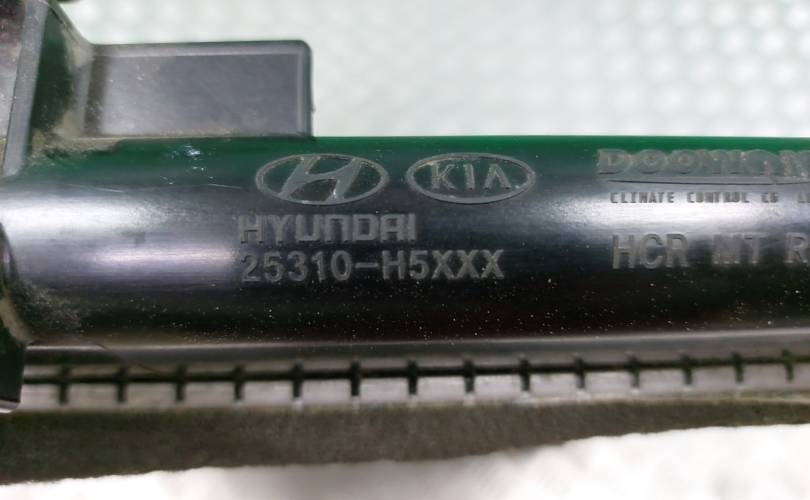 KIA
HYUNDAI
25310-H5XXX
CLIMATE CONTROL CO
HCR MT R